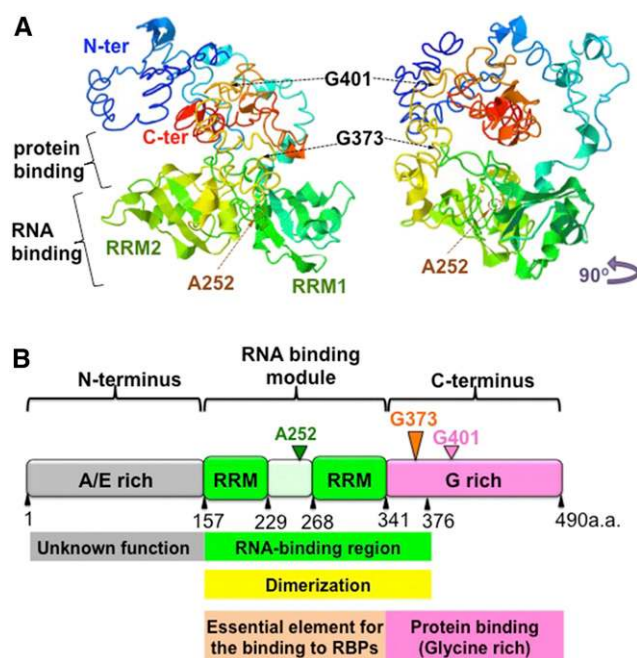 A
N-ter
G401
C-ter
G373
protein
binding
RNA
binding
RRM2
A252
RRM1
A252
90°
B
RNA binding
module
N-terminus
C-terminus
A252
G373
G401
A/E rich
RRM
RRM
G rich
1
157
229
268
341
376
490a.a.
Unknown function
RNA-binding region
Dimerization
Essential element for
the binding to RBPs
Protein binding
(Glycine rich)